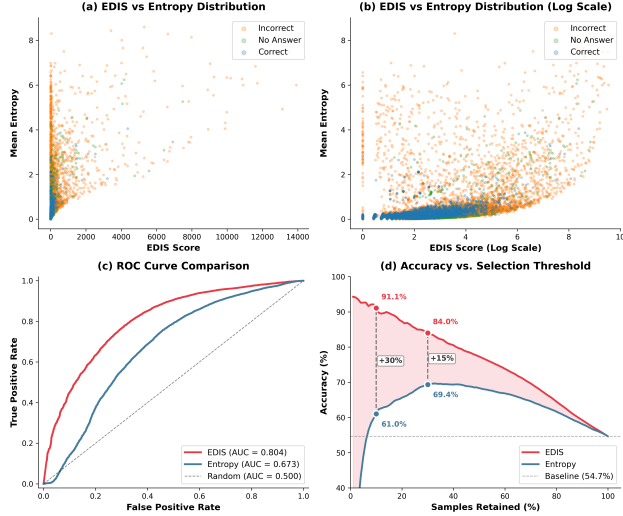 (a) EDIS vs Entropy Distribution
Incorrect
No Answer
Correct
Mean Entropy
8
6
4
2
0
0 2000 4000 6000 8000 10000 12000 14000
EDIS Score
(b) EDIS vs Entropy Distribution (Log Scale)
Incorrect
No Answer
Correct
Mean Entropy
8
6
4
2
0
0 2 4 6 8 10
EDIS Score (Log Scale)
(c) ROC Curve Comparison
True Positive Rate
1.0
0.8
0.6
0.4
0.2
0.0
EDIS (AUC = 0.804)
Entropy (AUC = 0.673)
Random (AUC = 0.500)
0.0 0.2 0.4 0.6 0.8 1.0
False Positive Rate
(d) Accuracy vs. Selection Threshold
Accuracy (%)
100
90
80
70
60
50
40
91.1%
84.0%
+30%
+15%
69.4%
61.0%
EDIS
Entropy
Baseline (54.7%)
0 20 40 60 80 100
Samples Retained (%)